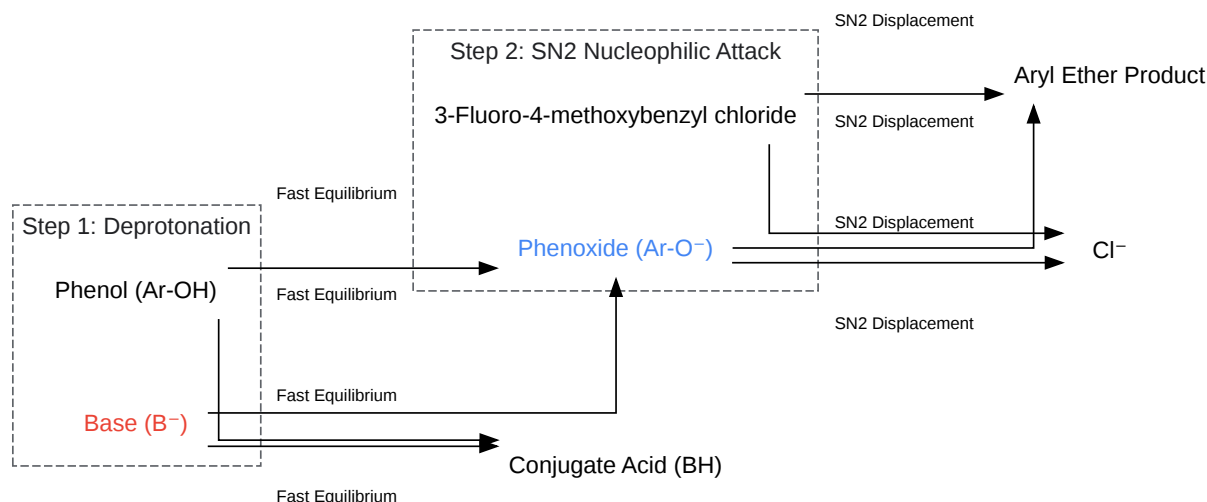 SN2 Displacement
Step 2: SN2 Nucleophilic Attack
Aryl Ether Product
3-Fluoro-4-methoxybenzyl chloride
SN2 Displacement
Fast Equilibrium
Step 1: Deprotonation
SN2 Displacement
Phenoxide (Ar-O⁻)
Cl⁻
Phenol (Ar-OH)
Fast Equilibrium
SN2 Displacement
Fast Equilibrium
Base (B⁻)
Conjugate Acid (BH)
Fast Equilibrium